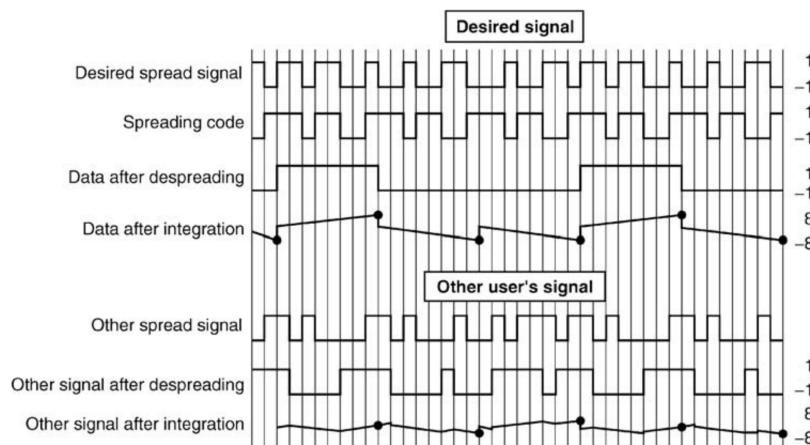 Desired signal
Desired spread signal
1
-1
Spreading code
1
-1
Data after despreading
1
-1
Data after integration
8
-8
Other user's signal
Other spread signal
Other signal after despreading
1
-1
Other signal after integration
8
-8